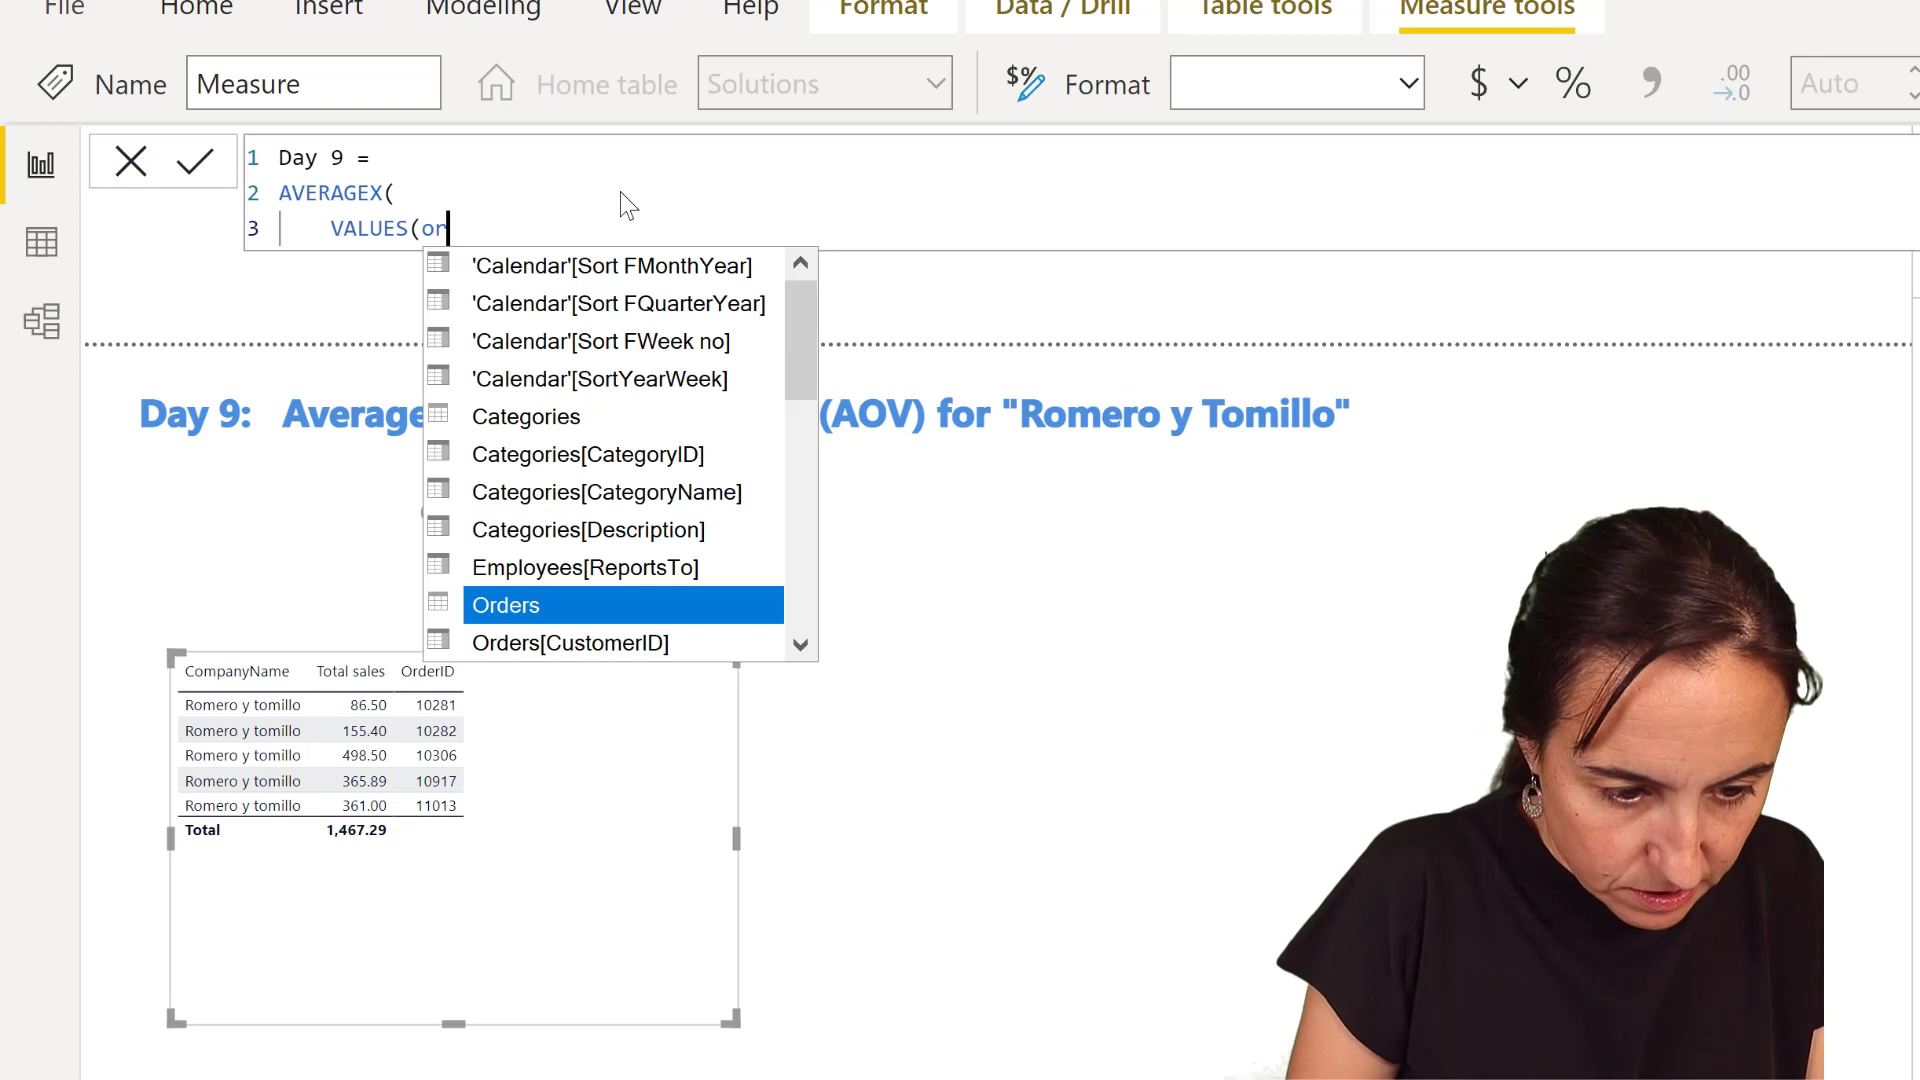 File Home Insert Modeling View Help Format Data / Drill Table tools Measure tools
Name Measure Home table Solutions Format $ % .00 .0 Auto
1 Day 9 =
2 AVERAGEX(
3 VALUES(or
'Calendar'[Sort FMonthYear]
'Calendar'[Sort FQuarterYear]
'Calendar'[Sort FWeek no]
'Calendar'[SortYearWeek]
Categories
Categories[CategoryID]
Categories[CategoryName]
Categories[Description]
Employees[ReportsTo]
Orders
Orders[CustomerID]
Day 9: Average (AOV) for "Romero y Tomillo"
CompanyName Total sales OrderID
Romero y tomillo 86.50 10281
Romero y tomillo 155.40 10282
Romero y tomillo 498.50 10306
Romero y tomillo 365.89 10917
Romero y tomillo 361.00 11013
Total 1,467.29